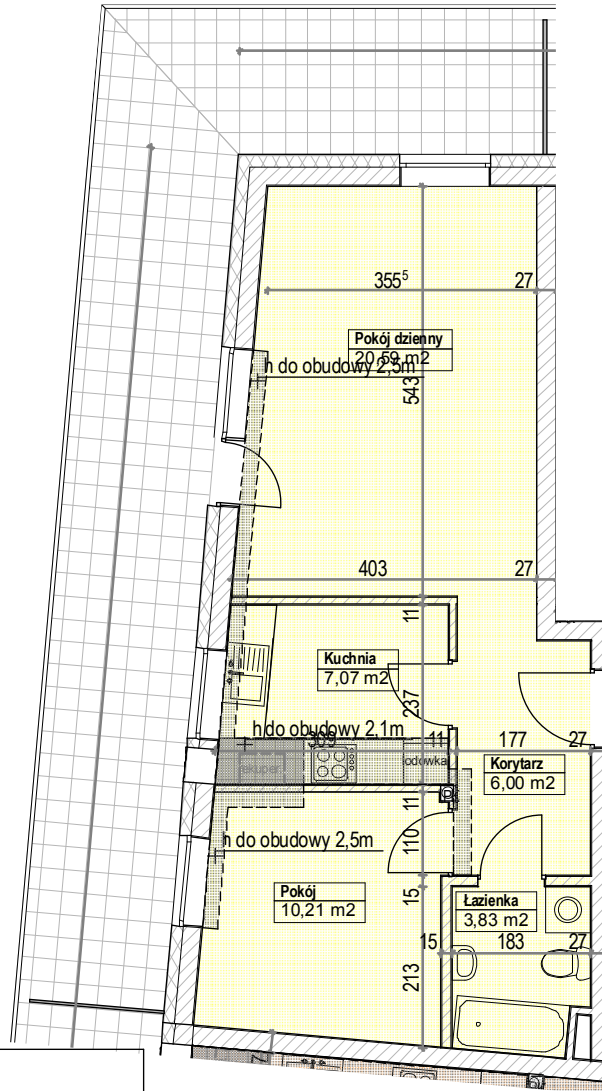 355⁵ 27
Pokój dzienny
20,59 m2
h do obudowy 2,5m
543
403 27
11
Kuchnia
7,07 m2
237
h do obudowy 2,1m
309 11 177 27
Korytarz
6,00 m2
11
110
h do obudowy 2,5m
15
Pokój
10,21 m2
Łazienka
3,83 m2
15 183 27
213